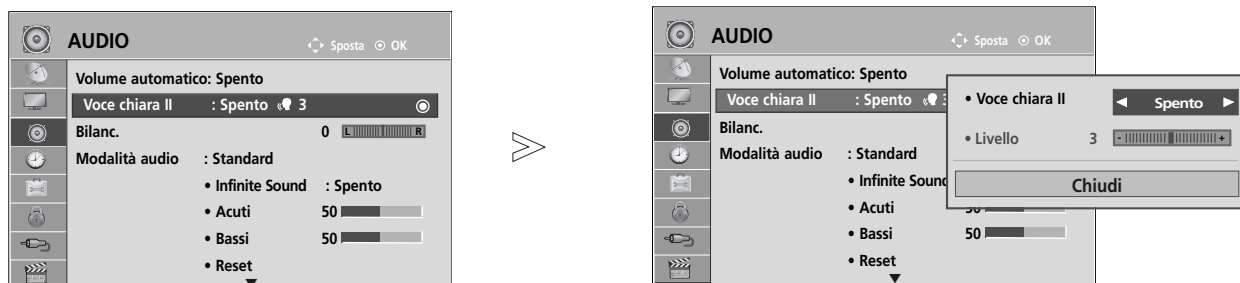 AUDIO
Sposta OK
Volume automatico: Spento
Voce chiara II : Spento 3
Bilanc. 0 L R
Modalità audio : Standard
• Infinite Sound : Spento
• Acuti 50
• Bassi 50
• Reset
AUDIO
Sposta OK
Volume automatico: Spento
Voce chiara II : Spento 3
Bilanc.
Modalità audio : Standard
• Infinite Sound
• Acuti 50
• Bassi 50
• Reset
• Voce chiara II Spento
• Livello 3 - +
Chiudi